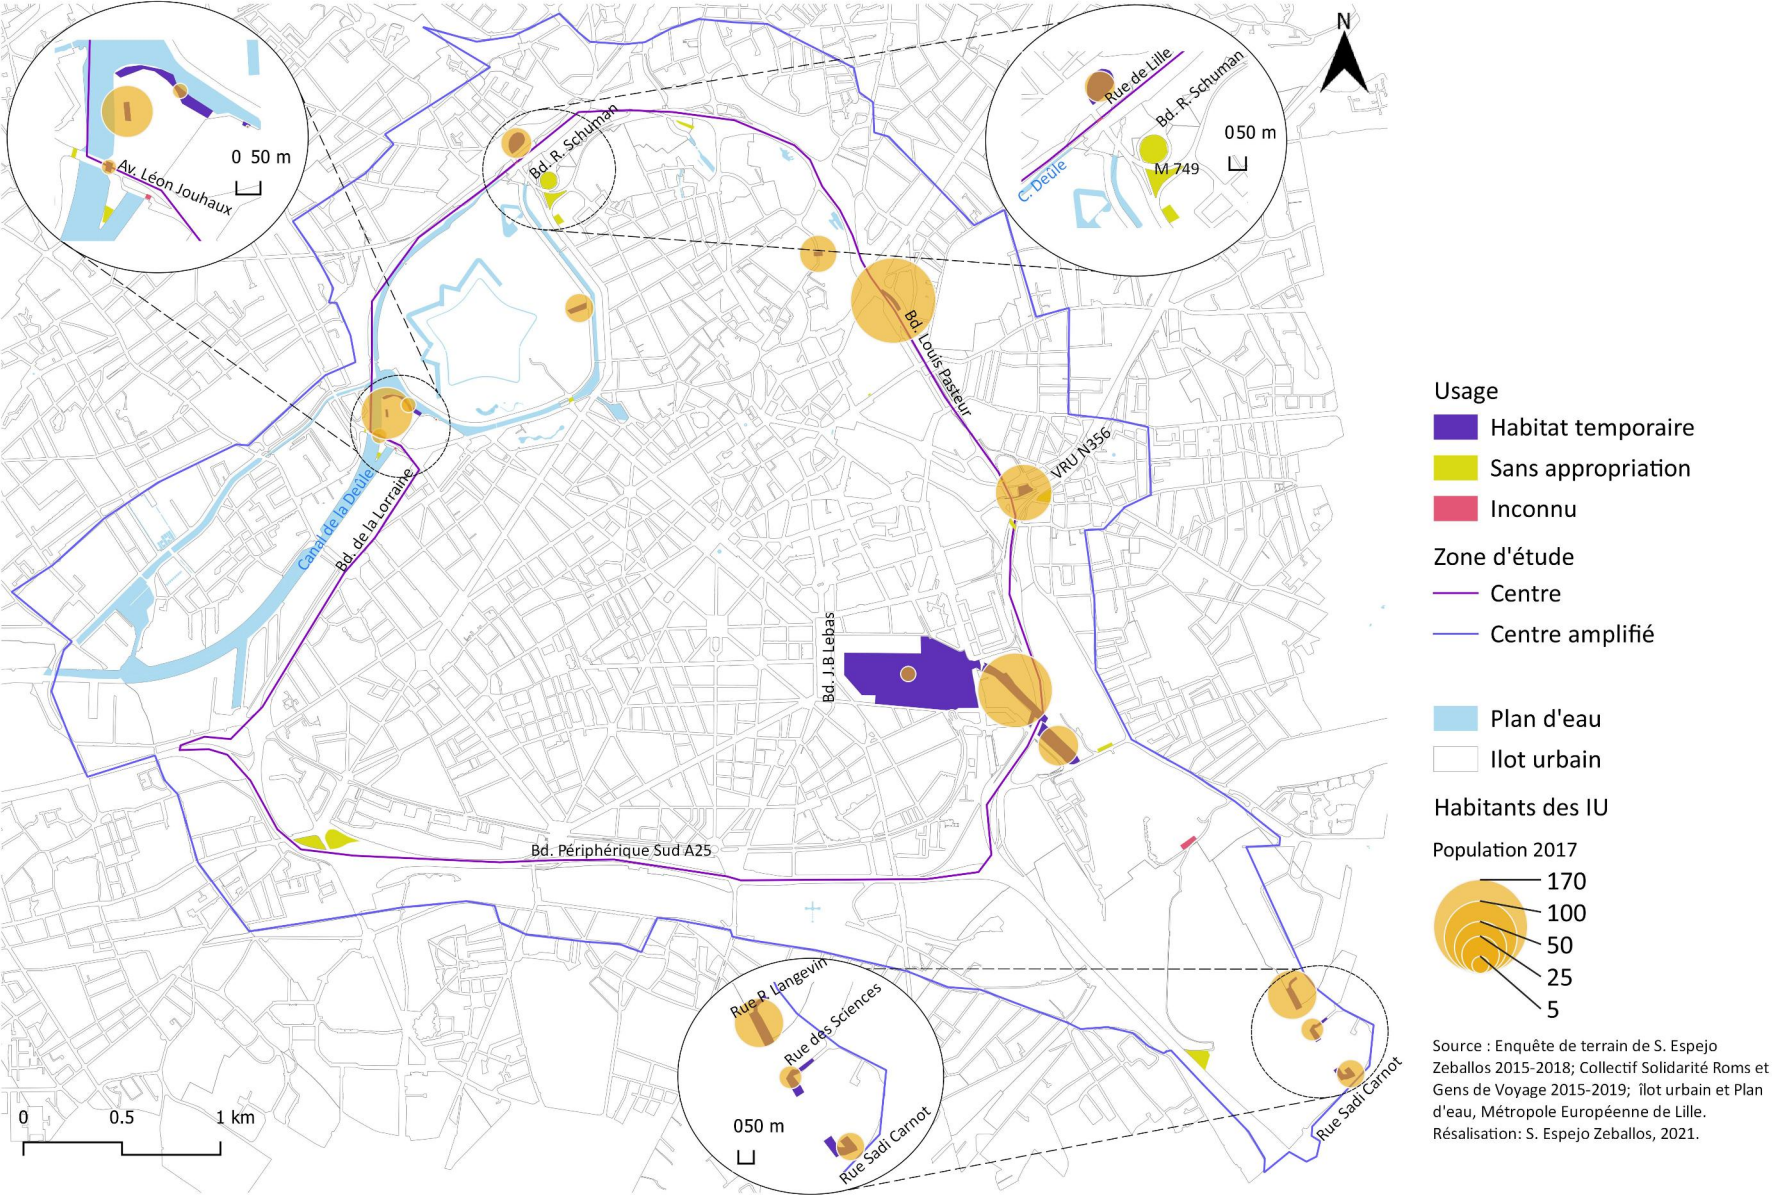 N
Av. Léon Jouhaux
0 50 m
Rue de Lille
Bd. R. Schuman
C. Deûle
M 749
050 m
Bd. R. Schuman
Bd. Louis Pasteur
VRU N356
Canal de la Deûle
Bd. de la Lorraine
Bd. J.B Lebas
Bd. Périphérique Sud A25
Rue P. Langevin
Rue des Sciences
Rue Sadi Carnot
050 m
Rue Sadi Carnot
0 0.5 1 km
Usage
Habitat temporaire
Sans appropriation
Inconnu
Zone d'étude
Centre
Centre amplifié
Plan d'eau
Ilot urbain
Habitants des IU
Population 2017
170
100
50
25
5
Source : Enquête de terrain de S. Espejo
Zeballos 2015-2018; Collectif Solidarité Roms et
Gens de Voyage 2015-2019; îlot urbain et Plan
d'eau, Métropole Européenne de Lille.
Résalisation: S. Espejo Zeballos, 2021.